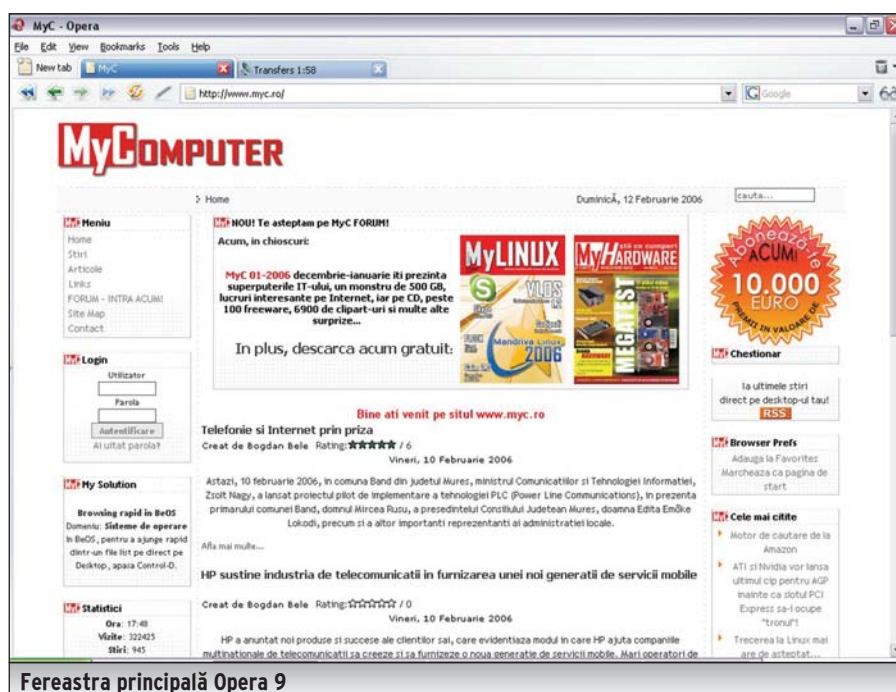 MyC - Opera
File Edit View Bookmarks Tools Help
New tab MyC Transfers 1:58
http://www.myc.ro/ Google
MyCOMPUTER
Home DuminicÄ, 12 Februarie 2006 cauta...
Meniu
Home
Stiri
Articole
Links
FORUM - INTRA ACUM!
Site Map
Contact
Login
Utilizator
Parola
Autentificare
Ai uitat parola?
My Solution
Browsing rapid in BeOS
Domeniu: Sisteme de operare
In BeOS, pentru a ajunge rapid
dintr-un file list pe direct pe
Desktop, apasa Control-D.
Statistici
Ora: 17:48
Vizite: 322425
Stiri: 945
NOU! Te asteptam pe MyC FORUM!
Acum, in chioscuri:
MyC 01-2006 decembrie-ianuarie iti prezinta
superputerile IT-ului, un monstru de 500 GB,
lucruri interesante pe Internet, iar pe CD, peste
100 freeware, 6900 de clipart-uri si multe alte
surprize...
In plus, descarca acum gratuit:
MyLINUX
VLOS
Mandriva Linux
2006
stii ce cumperi
MyHARDWARE
MEGATEST
Bine ati venit pe situl www.myc.ro
Telefonie si Internet prin priza
Creat de Bogdan Bele Rating: / 6
Vineri, 10 Februarie 2006
Astazi, 10 februarie 2006, in comuna Band din judetul Mures, ministrul Comunicatiilor si Tehnologiei Informatiei,
Zsolt Nagy, a lansat proiectul pilot de implementare a tehnologiei PLC (Power Line Communications), in prezenta
primarului comunei Band, domnul Mircea Rusu, a presedintelui Consiliului Judetean Mures, doamna Edita Emőke
Lokodi, precum si a altor importanti reprezentanti ai administratiei locale.
Afla mai multe...
HP sustine industria de telecomunicatii in furnizarea unei noi generatii de servicii mobile
Creat de Bogdan Bele Rating: / 0
Vineri, 10 Februarie 2006
HP a anuntat noi produse si succese ale clientilor sai, care evidentiaza modul in care HP ajuta companiile
multinationale de telecomunicatii sa creeze si sa furnizeze o noua generatie de servicii mobile. Mari operatori de
Abonează-te
ACUM!
10.000
EURO
PREMII IN VALOARE DE
Chestionar
Ia ultimele stiri
direct pe desktop-ul tau!
RSS
Browser Prefs
Adauga la Favorites
Marcheaza ca pagina de
start
Cele mai citite
Motor de cautare de la
Amazon
ATI si Nvidia vor lansa
ultimul cip pentru AGP
inainte ca slotul PCI
Express sa-i ocupe
"tronul"!
Trecerea la Linux mai
are de asteptat...
Fereastra principală Opera 9